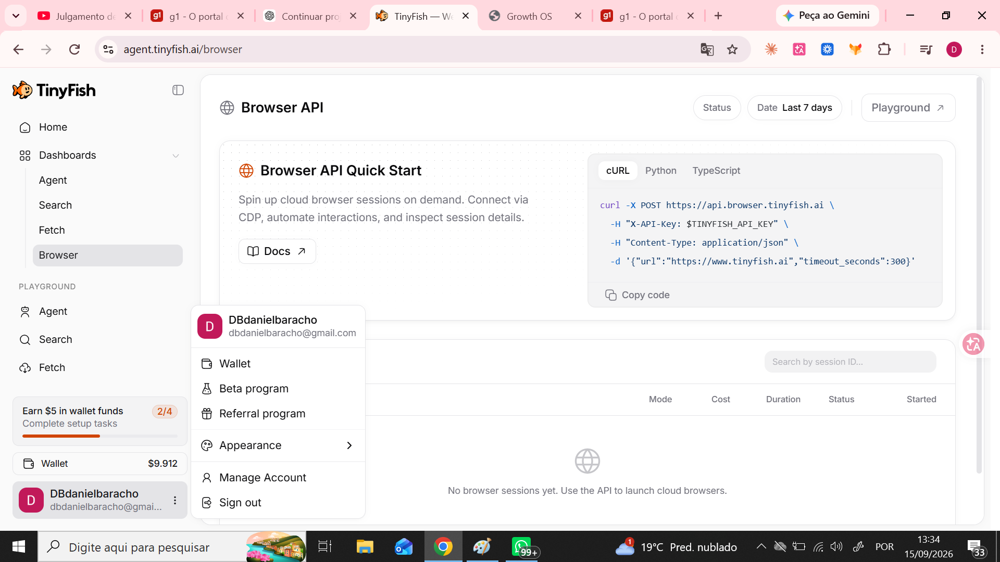 Julgamento de
g1 - O portal d
Continuar pro
TinyFish — We
Growth OS
g1 - O portal d
Peça ao Gemini
agent.tinyfish.ai/browser
D
TinyFish
Home
Dashboards
Agent
Search
Fetch
Browser
PLAYGROUND
Agent
Search
Fetch
Earn $5 in wallet funds
2/4
Complete setup tasks
Wallet
$9.912
D
DBdanielbaracho
dbdanielbaracho@gmai...
D
DBdanielbaracho
dbdanielbaracho@gmail.com
Wallet
Beta program
Referral program
Appearance
Manage Account
Sign out
Browser API
Status
Date Last 7 days
Playground
Browser API Quick Start
Spin up cloud browser sessions on demand. Connect via
CDP, automate interactions, and inspect session details.
Docs
cURL Python TypeScript
curl -X POST https://api.browser.tinyfish.ai \
-H "X-API-Key: $TINYFISH_API_KEY" \
-H "Content-Type: application/json" \
-d '{"url":"https://www.tinyfish.ai","timeout_seconds":300}'
Copy code
Search by session ID...
Mode Cost Duration Status Started
No browser sessions yet. Use the API to launch cloud browsers.
Digite aqui para pesquisar
99+
1
19°C Pred. nublado
POR
13:34
15/09/2026
33